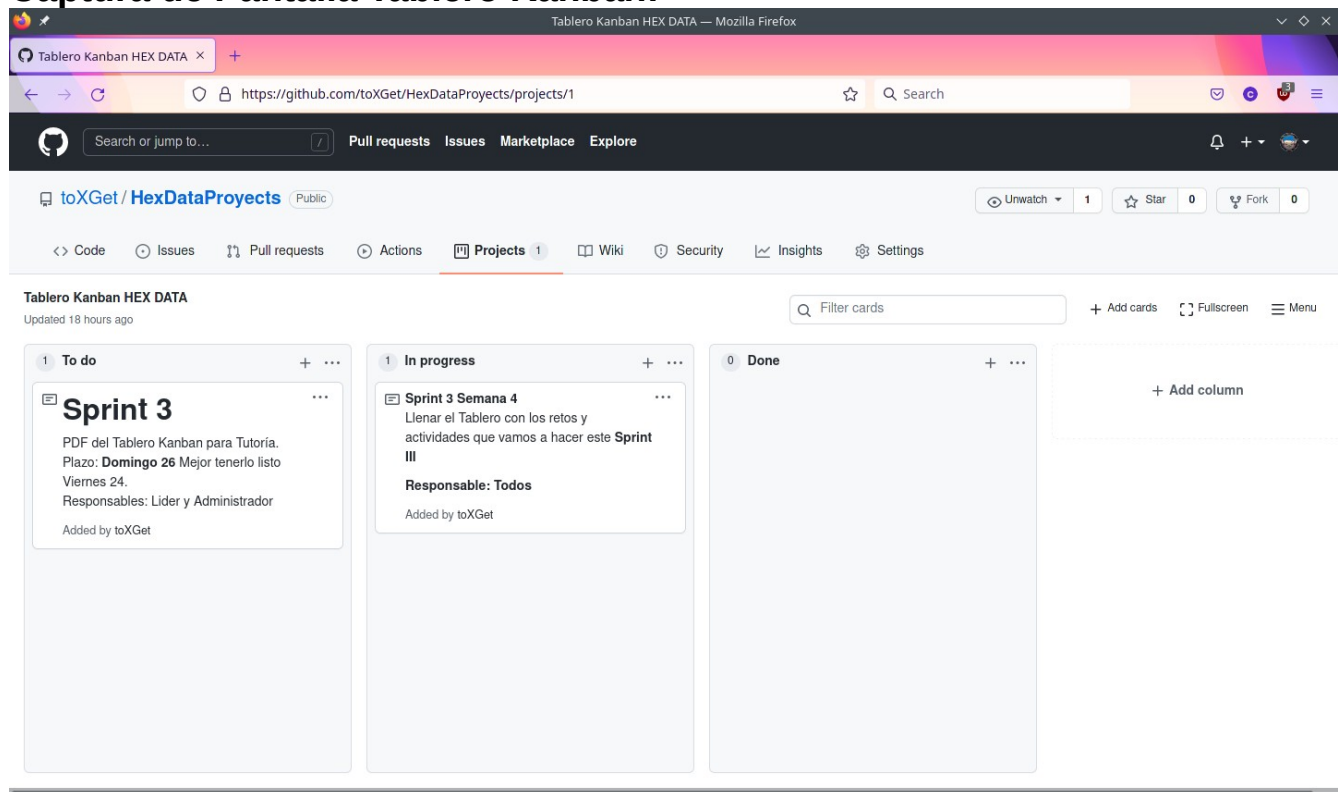 Tablero Kanban HEX DATA — Mozilla Firefox
Tablero Kanban HEX DATA
https://github.com/toXGet/HexDataProyects/projects/1
Search
3
Search or jump to...
/
Pull requests Issues Marketplace Explore
toXGet / HexDataProyects Public
Unwatch 1 Star 0 Fork 0
Code Issues Pull requests Actions Projects 1 Wiki Security Insights Settings
Tablero Kanban HEX DATA
Updated 18 hours ago
Filter cards
+ Add cards Fullscreen Menu
1 To do
Sprint 3
PDF del Tablero Kanban para Tutoría.
Plazo: Domingo 26 Mejor tenerlo listo
Viernes 24.
Responsables: Lider y Administrador
Added by toXGet
1 In progress
Sprint 3 Semana 4
Llenar el Tablero con los retos y
actividades que vamos a hacer este Sprint
III
Responsable: Todos
Added by toXGet
0 Done
+ Add column